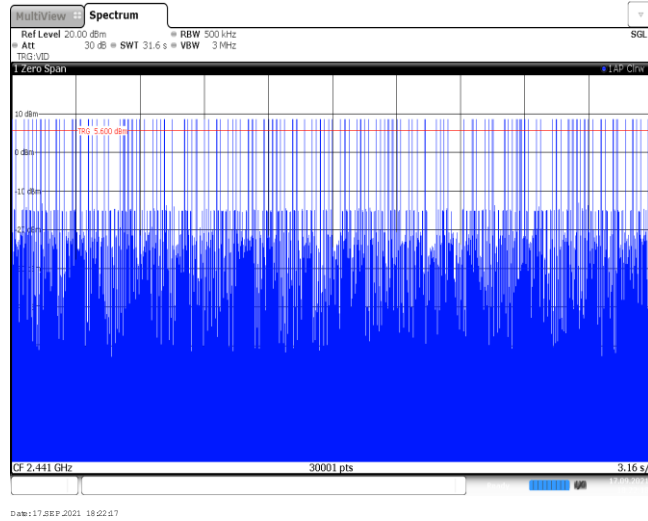 MultiView Spectrum
Ref Level 20.00 dBm RBW 500 kHz SGL
Att 30 dB SWT 31.6 s VBW 3 MHz
TRG:VID
1 Zero Span 1AP Clrw
10 dBm
TRG 5.600 dBm
0 dBm
-10 dBm
CF 2.441 GHz 30001 pts 3.16 s/
Date: 17.SEP.2021 18:22:17